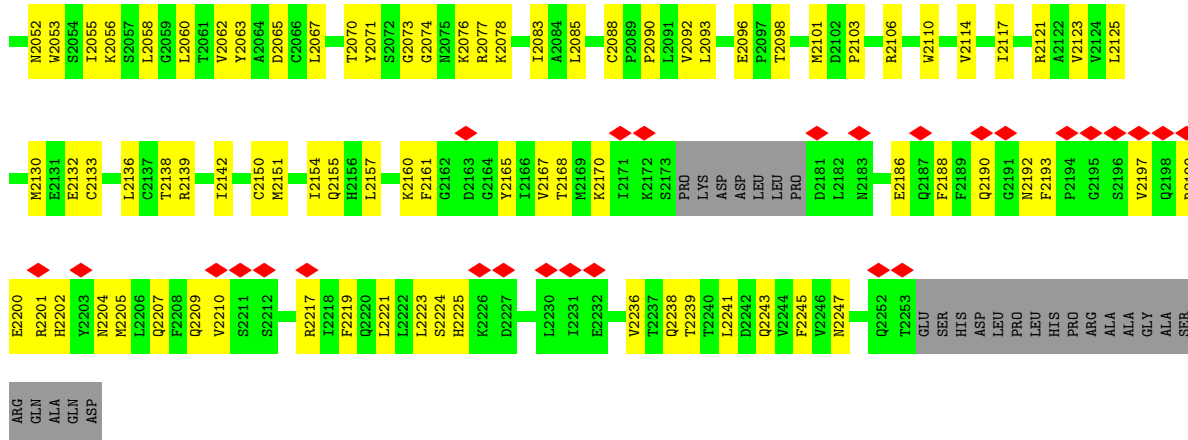 N2052 W2053 S2054 I2055 K2056 S2057 L2058 G2059 L2060 T2061 V2062 Y2063 A2064 D2065 C2066 L2067 T2070 Y2071 S2072 G2073 G2074 N2075 K2076 R2077 K2078 I2083 A2084 L2085 C2088 P2089 P2090 L2091 V2092 L2093 E2096 P2097 T2098 M2101 D2102 P2103 R2106 W2110 V2114 I2117 R2121 A2122 V2123 V2124 L2125
M2130 E2131 E2132 C2133 L2136 C2137 T2138 R2139 I2142 C2150 M2151 I2154 Q2155 H2156 L2157 K2160 F2161 G2162 D2163 G2164 Y2165 I2166 V2167 T2168 M2169 K2170 I2171 K2172 S2173 PRO LYS ASP ASP LEU LEU PRO D2181 L2182 N2183 E2186 Q2187 F2188 F2189 Q2190 G2191 N2192 F2193 P2194 G2195 S2196 V2197 Q2198
E2200 R2201 H2202 Y2203 N2204 M2205 L2206 Q2207 F2208 Q2209 V2210 S2211 S2212 R2217 I2218 F2219 Q2220 L2221 L2222 L2223 S2224 H2225 K2226 D2227 L2230 I2231 E2232 V2236 T2237 Q2238 T2239 T2240 L2241 D2242 Q2243 V2244 F2245 V2246 N2247 Q2252 T2253 GLU SER HIS ASP LEU PRO LEU HIS PRO ARG ALA ALA GLY ALA SER
ARG GLN ALA GLN ASP